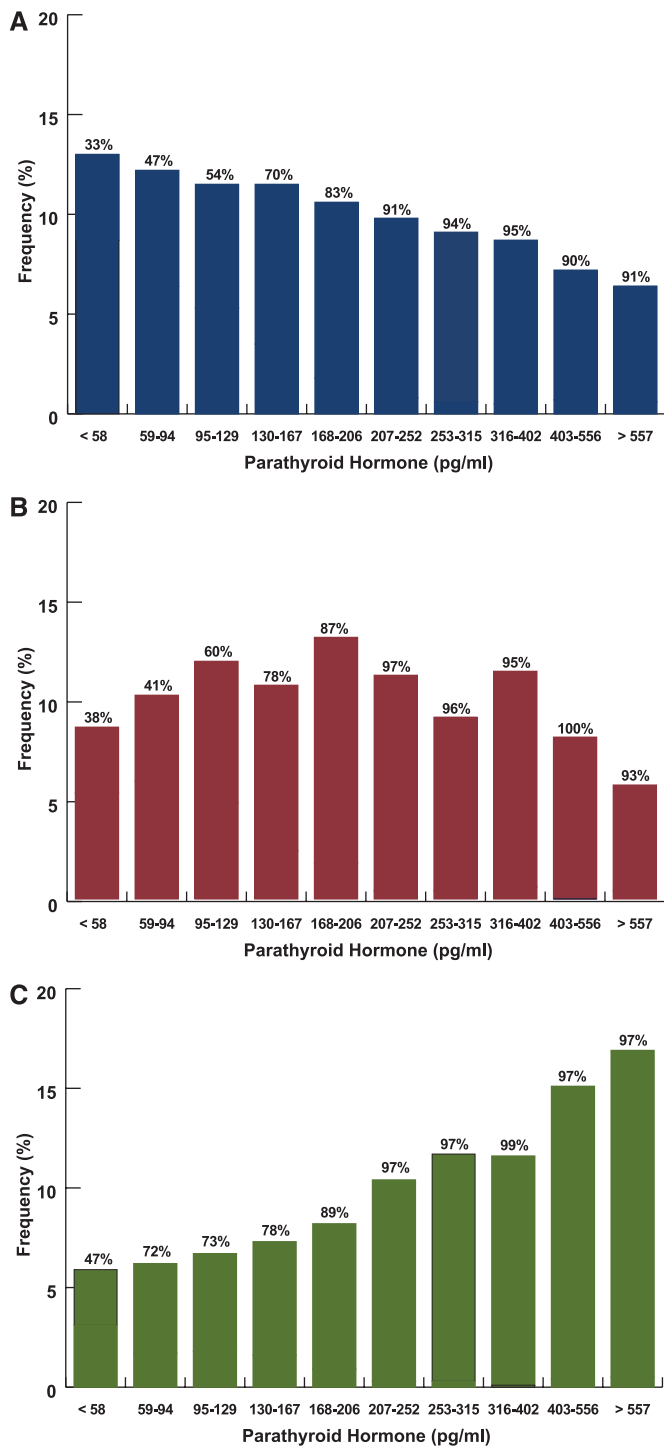 A
20
15
10
5
0
Frequency (%)
33% 47% 54% 70% 83% 91% 94% 95% 90% 91%
< 58 59-94 95-129 130-167 168-206 207-252 253-315 316-402 403-556 > 557
Parathyroid Hormone (pg/ml)
B
20
15
10
5
0
Frequency (%)
38% 41% 60% 78% 87% 97% 96% 95% 100% 93%
< 58 59-94 95-129 130-167 168-206 207-252 253-315 316-402 403-556 > 557
Parathyroid Hormone (pg/ml)
C
20
15
10
5
0
Frequency (%)
47% 72% 73% 78% 89% 97% 97% 99% 97% 97%
< 58 59-94 95-129 130-167 168-206 207-252 253-315 316-402 403-556 > 557
Parathyroid Hormone (pg/ml)